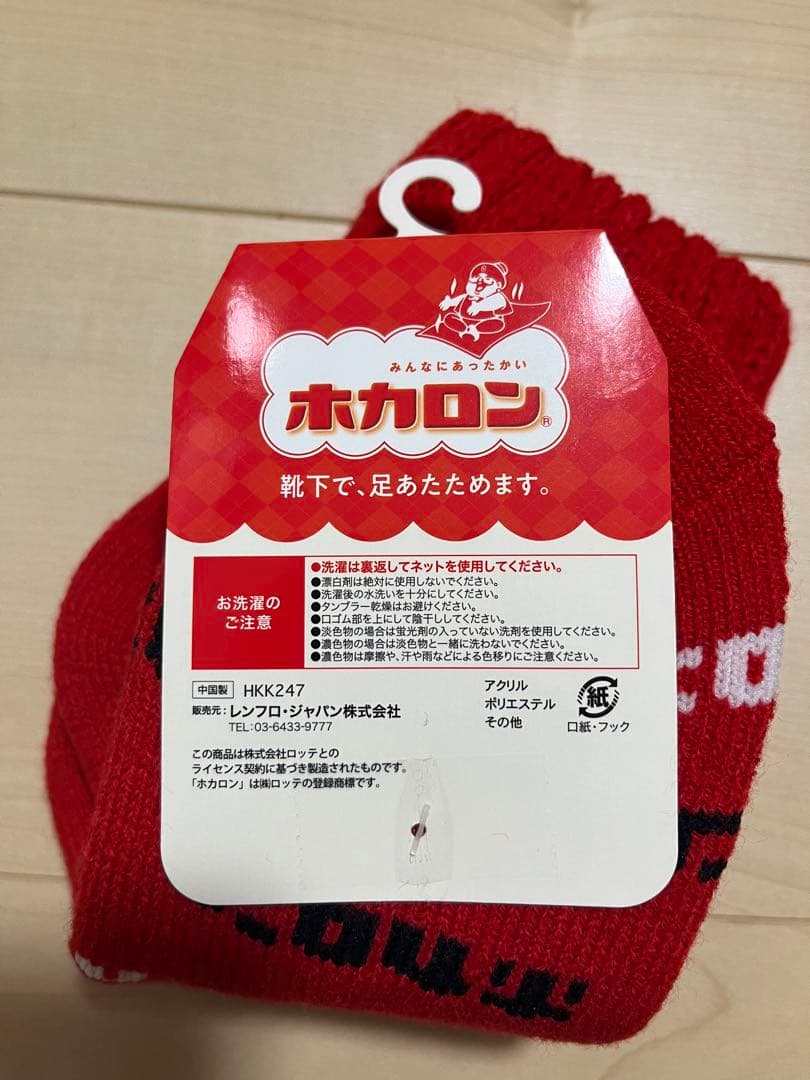 みんなにあったかい
ホカロン®
靴下で、足あたためます。
お洗濯の
ご注意
●洗濯は裏返してネットを使用してください。
●漂白剤は絶対に使用しないでください。
●洗濯後の水洗いを十分にしてください。
●タンブラー乾燥はお避けください。
●口ゴム部を上にして陰干ししてください。
●淡色物の場合は蛍光剤の入っていない洗剤を使用してください。
●濃色物の場合は淡色物と一緒に洗わないでください。
●濃色物は摩擦や、汗や雨などによる色移りにご注意ください。
中国製 HKK247
販売元:レンフロ・ジャパン株式会社
TEL:03-6433-9777
アクリル
ポリエステル
その他
紙
口紙・フック
この商品は株式会社ロッテとの
ライセンス契約に基づき製造されたものです。
「ホカロン」は㈱ロッテの登録商標です。